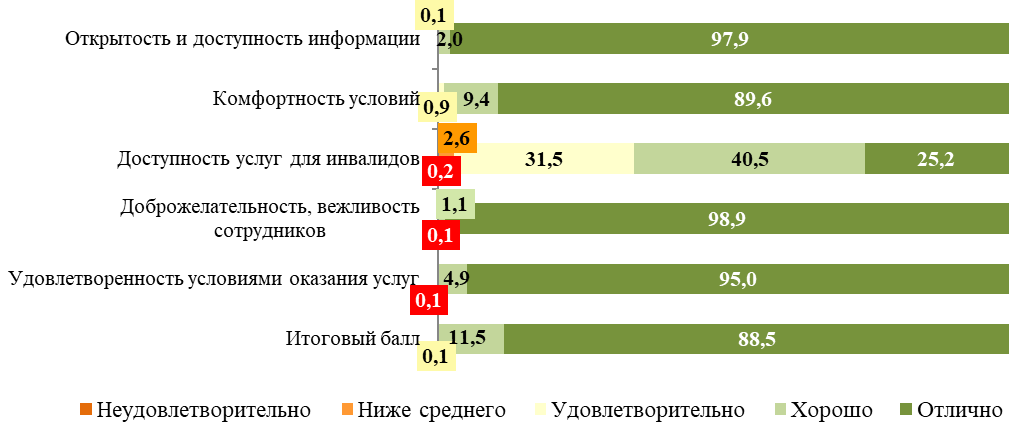 0,1
Открытость и доступность информации 2,0 97,9
Комфортность условий 0,9 9,4 89,6
2,6
Доступность услуг для инвалидов 0,2 31,5 40,5 25,2
Доброжелательность, вежливость 1,1
сотрудников 0,1 98,9
Удовлетворенность условиями оказания услуг 4,9 95,0
0,1
Итоговый балл 11,5 88,5
0,1
Неудовлетворительно Ниже среднего Удовлетворительно Хорошо Отлично